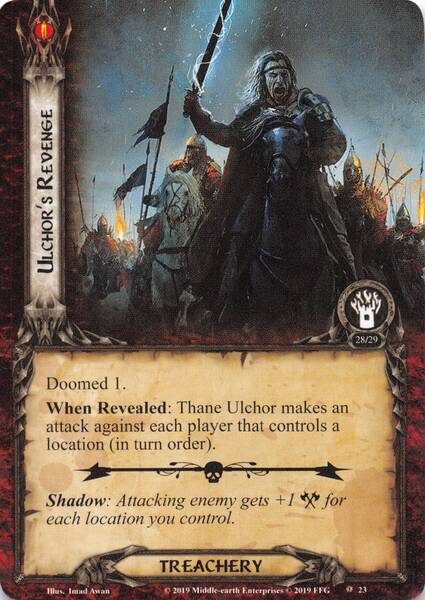 ULCHOR'S REVENGE
28/29
Doomed 1.
When Revealed: Thane Ulchor makes an
attack against each player that controls a
location (in turn order).
Shadow: Attacking enemy gets +1 for
each location you control.
TREACHERY
Illus. Imad Awan © 2019 Middle-earth Enterprises © 2019 FFG 23